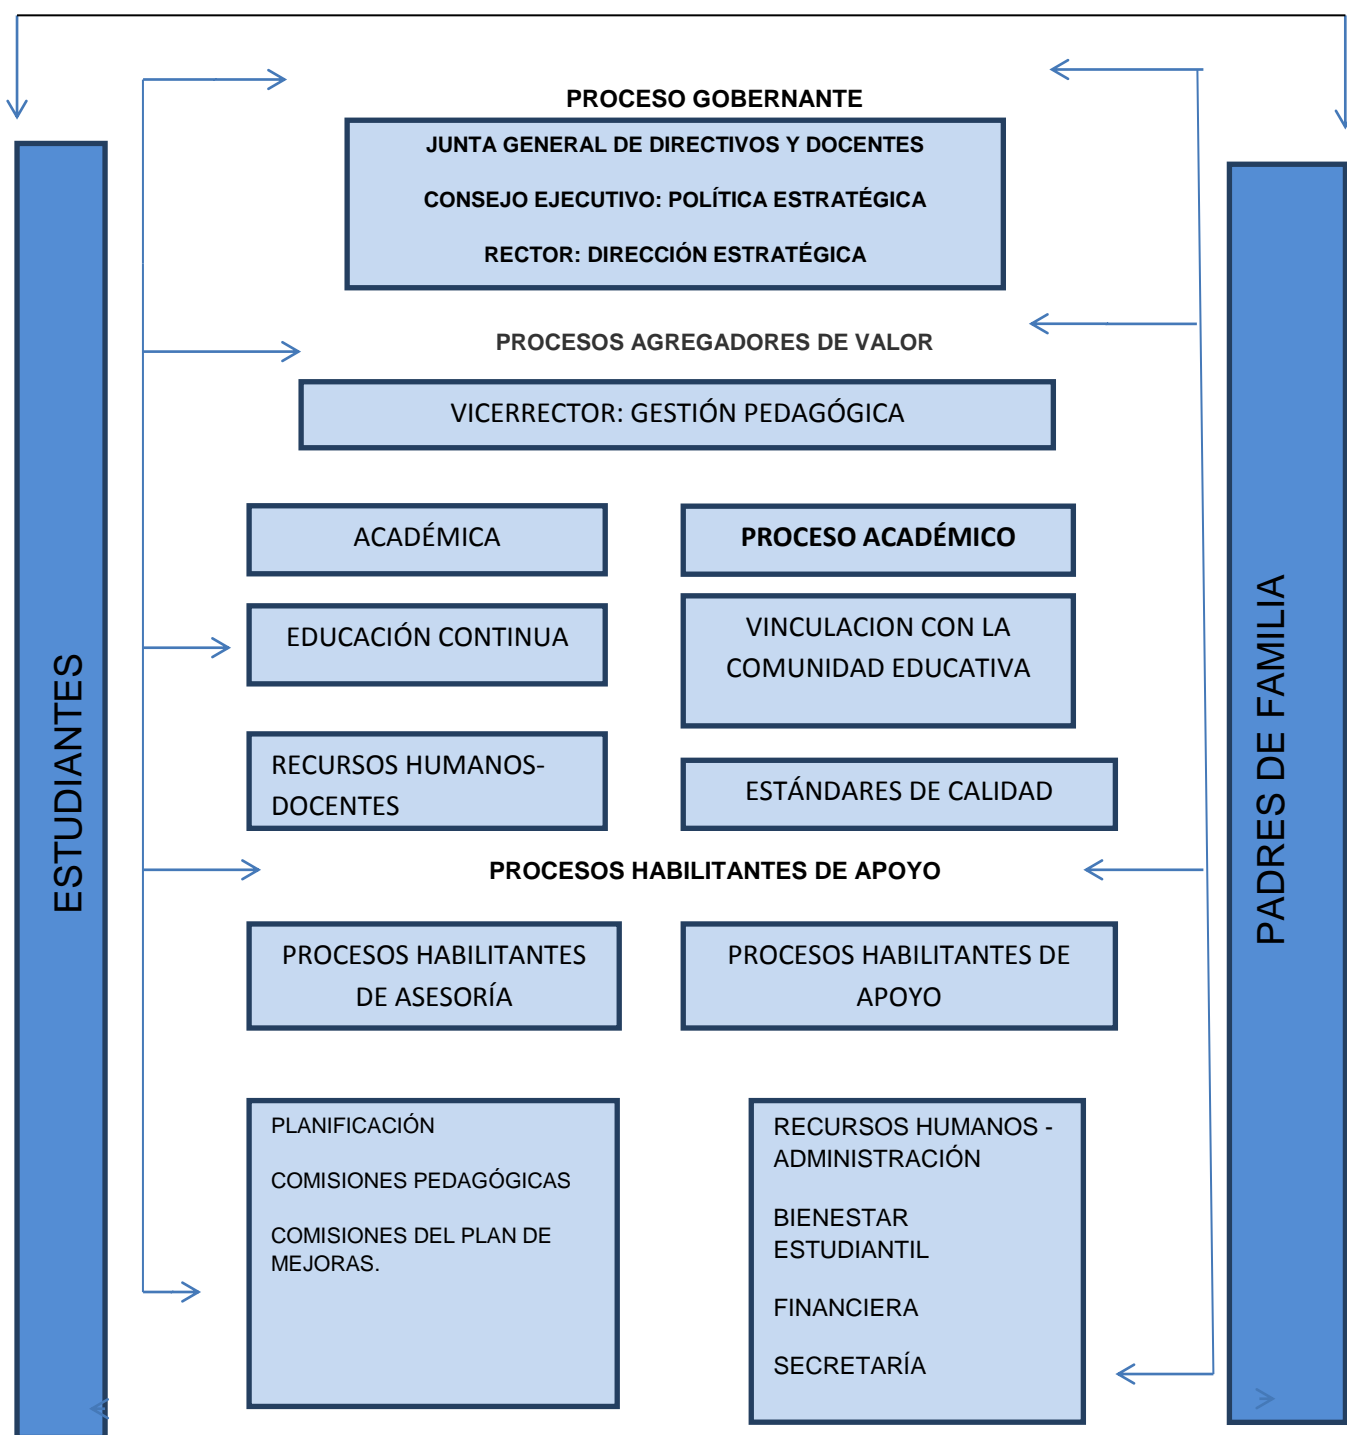 PROCESO GOBERNANTE
JUNTA GENERAL DE DIRECTIVOS Y DOCENTES
CONSEJO EJECUTIVO: POLÍTICA ESTRATÉGICA
RECTOR: DIRECCIÓN ESTRATÉGICA
PROCESOS AGREGADORES DE VALOR
VICERRECTOR: GESTIÓN PEDAGÓGICA
ACADÉMICA
PROCESO ACADÉMICO
EDUCACIÓN CONTINUA
VINCULACION CON LA
COMUNIDAD EDUCATIVA
RECURSOS HUMANOS-
DOCENTES
ESTÁNDARES DE CALIDAD
ESTUDIANTES
PADRES DE FAMILIA
PROCESOS HABILITANTES DE APOYO
PROCESOS HABILITANTES
DE ASESORÍA
PROCESOS HABILITANTES DE
APOYO
PLANIFICACIÓN
COMISIONES PEDAGÓGICAS
COMISIONES DEL PLAN DE
MEJORAS.
RECURSOS HUMANOS -
ADMINISTRACIÓN
BIENESTAR
ESTUDIANTIL
FINANCIERA
SECRETARÍA